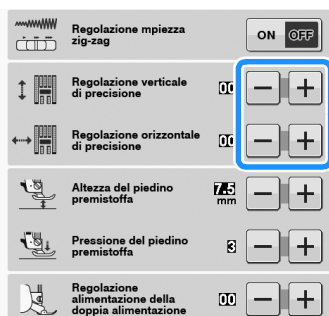 Regolazione mpiezza
zig-zag
ON OFF
Regolazione verticale
di precisione
00
− +
Regolazione orizzontale
di precisione
00
− +
Altezza del piedino
premistoffa
7.5
mm
− +
Pressione del piedino
premistoffa
3
− +
Regolazione
alimentazione della
doppia alimentazione
00
− +